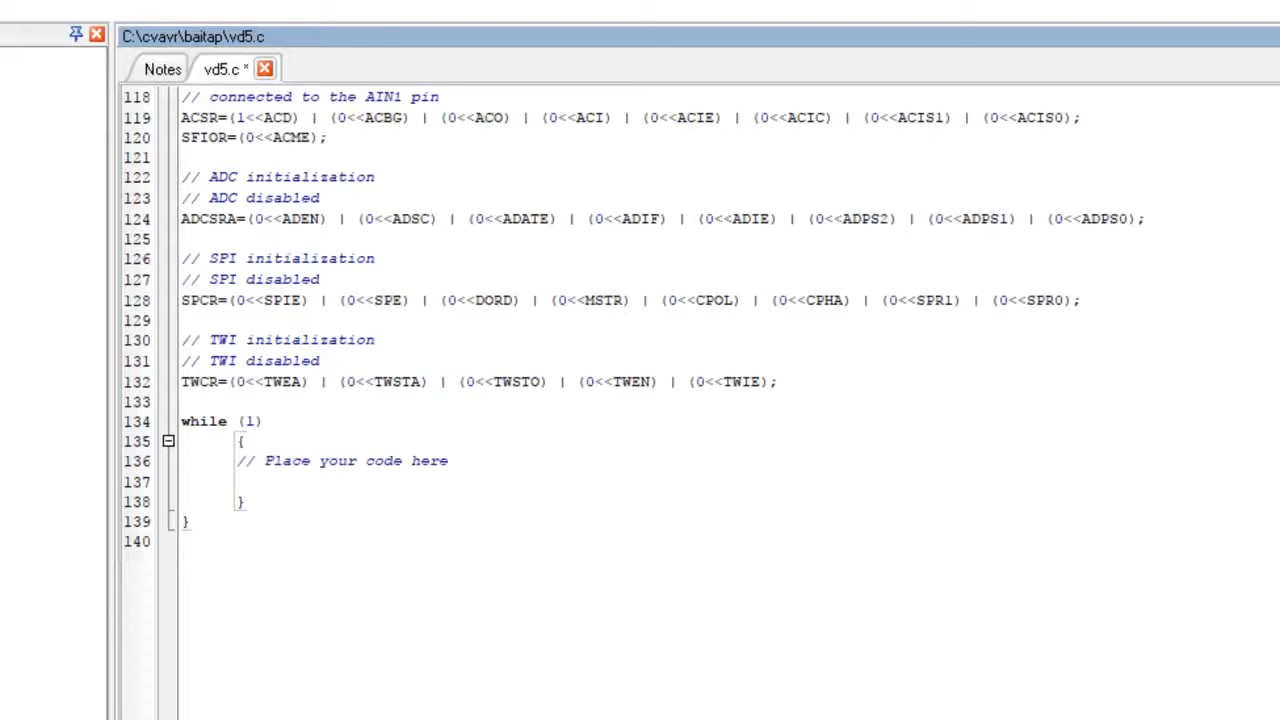 C:\cvavr\baitap\vd5.c
Notes vd5.c *
118 // connected to the AIN1 pin
119 ACSR=(1<<ACD) | (0<<ACBG) | (0<<ACO) | (0<<ACI) | (0<<ACIE) | (0<<ACIC) | (0<<ACIS1) | (0<<ACIS0);
120 SFIOR=(0<<ACME);
121
122 // ADC initialization
123 // ADC disabled
124 ADCSRA=(0<<ADEN) | (0<<ADSC) | (0<<ADATE) | (0<<ADIF) | (0<<ADIE) | (0<<ADPS2) | (0<<ADPS1) | (0<<ADPS0);
125
126 // SPI initialization
127 // SPI disabled
128 SPCR=(0<<SPIE) | (0<<SPE) | (0<<DORD) | (0<<MSTR) | (0<<CPOL) | (0<<CPHA) | (0<<SPR1) | (0<<SPR0);
129
130 // TWI initialization
131 // TWI disabled
132 TWCR=(0<<TWEA) | (0<<TWSTA) | (0<<TWSTO) | (0<<TWEN) | (0<<TWIE);
133
134 while (1)
135 {
136 // Place your code here
137
138 }
139 }
140